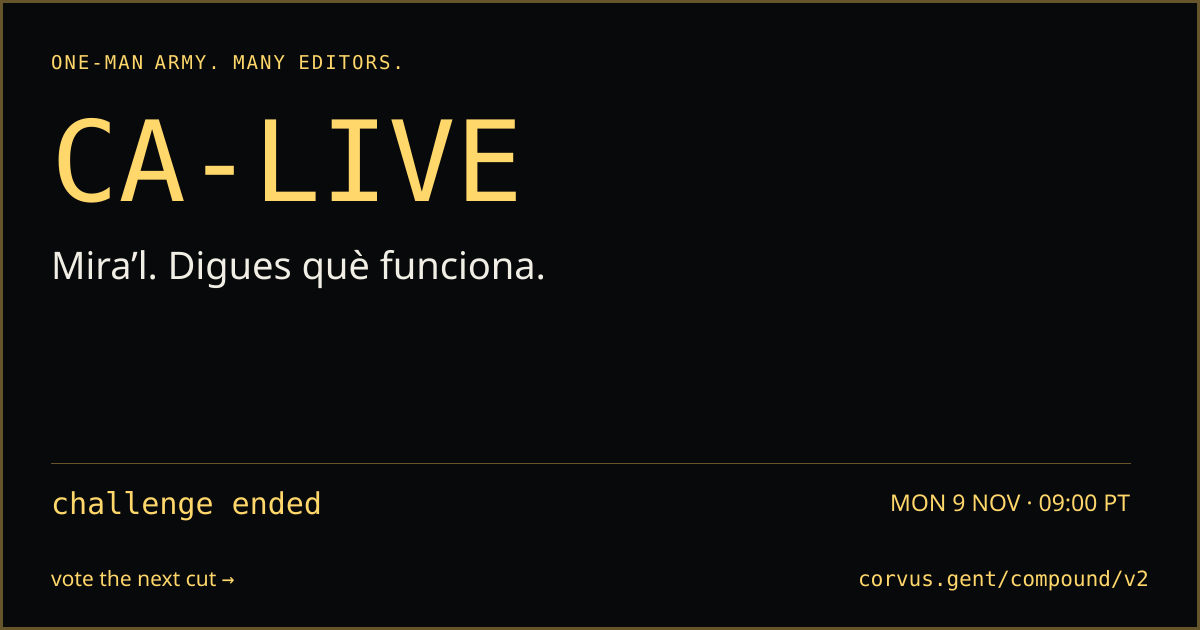 ONE-MAN ARMY. MANY EDITORS.
CA-LIVE
Mira’l. Digues què funciona.
challenge ended
MON 9 NOV · 09:00 PT
vote the next cut →
corvus.gent/compound/v2